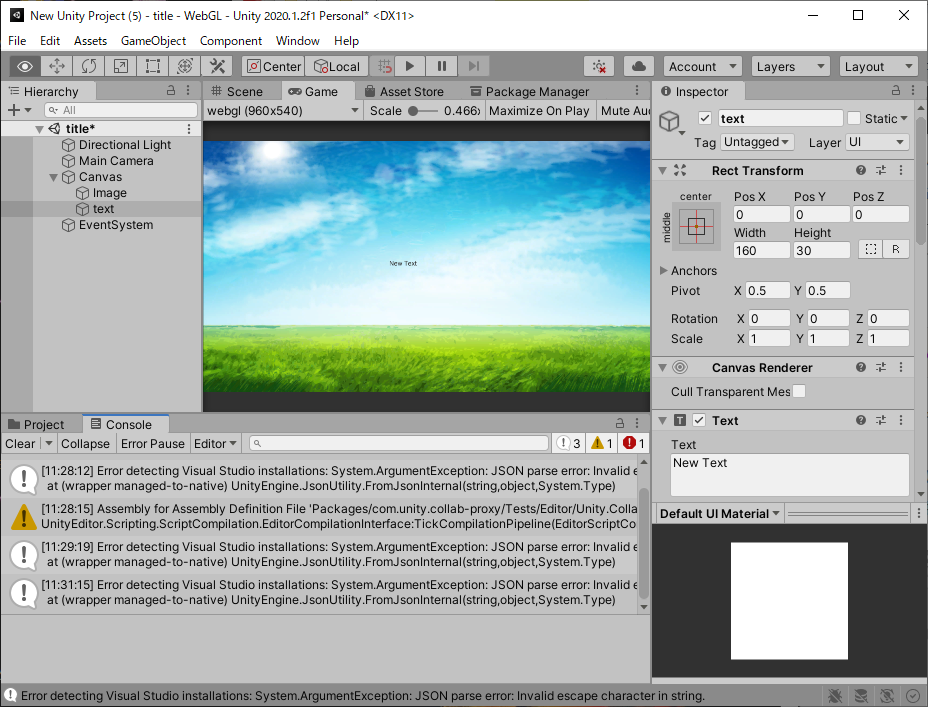 New Unity Project (5) - title - WebGL - Unity 2020.1.2f1 Personal* <DX11>
File Edit Assets GameObject Component Window Help
Center Local Account Layers Layout
Hierarchy
All
title*
Directional Light
Main Camera
Canvas
Image
text
EventSystem
Scene Game Asset Store Package Manager
webgl (960x540) Scale 0.466 Maximize On Play Mute Au
New Text
Inspector
text Static
Tag Untagged Layer UI
Rect Transform
center
middle
Pos X Pos Y Pos Z
0 0 0
Width Height
160 30 R
Anchors
Pivot X 0.5 Y 0.5
Rotation X 0 Y 0 Z 0
Scale X 1 Y 1 Z 1
Canvas Renderer
Cull Transparent Mes
Text
Text
New Text
Default UI Material
Project Console
Clear Collapse Error Pause Editor 3 1 1
[11:28:12] Error detecting Visual Studio installations: System.ArgumentException: JSON parse error: Invalid e
at (wrapper managed-to-native) UnityEngine.JsonUtility.FromJsonInternal(string,object,System.Type)
[11:28:15] Assembly for Assembly Definition File 'Packages/com.unity.collab-proxy/Tests/Editor/Unity.Colla
UnityEditor.Scripting.ScriptCompilation.EditorCompilationInterface:TickCompilationPipeline(EditorScriptCo
[11:29:19] Error detecting Visual Studio installations: System.ArgumentException: JSON parse error: Invalid e
at (wrapper managed-to-native) UnityEngine.JsonUtility.FromJsonInternal(string,object,System.Type)
[11:31:15] Error detecting Visual Studio installations: System.ArgumentException: JSON parse error: Invalid e
at (wrapper managed-to-native) UnityEngine.JsonUtility.FromJsonInternal(string,object,System.Type)
Error detecting Visual Studio installations: System.ArgumentException: JSON parse error: Invalid escape character in string.